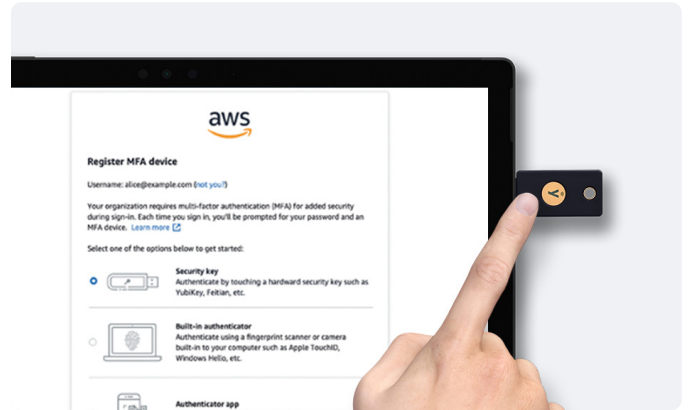 aws
Register MFA device
Username: alice@example.com (not you?)
Your organization requires multi-factor authentication (MFA) for added security
during sign-in. Each time you sign in, you'll be prompted for your password and an
MFA device. Learn more
Select one of the options below to get started:
Security key
Authenticate by touching a hardward security key such as
YubiKey, Feitian, etc.
Built-in authenticator
Authenticate using a fingerprint scanner or camera
built-in to your computer such as Apple TouchID,
Windows Hello, etc.
Authenticator app
y